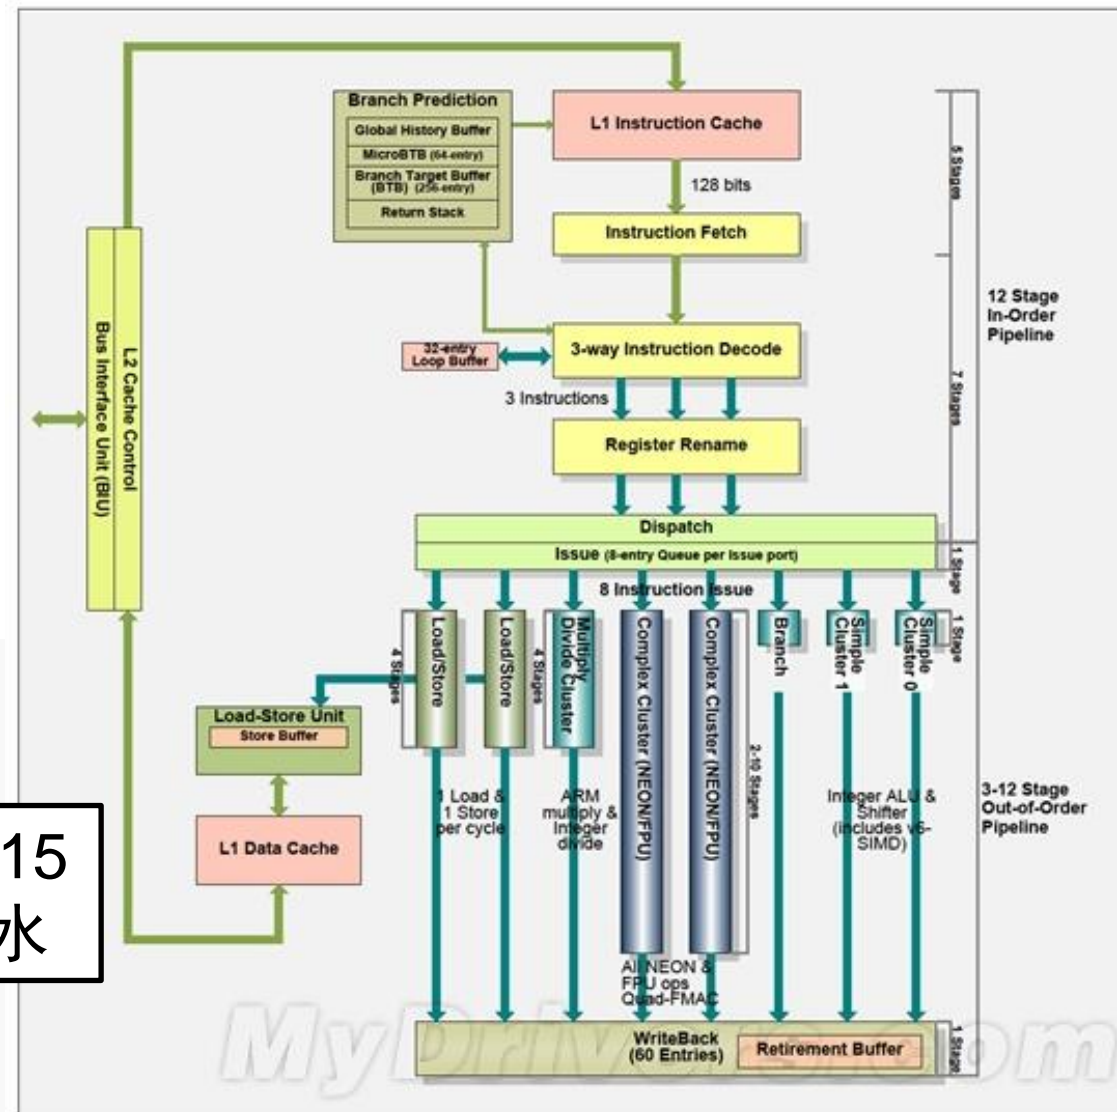 Branch Prediction
Global History Buffer
MicroBTB (64-entry)
Branch Target Buffer
(BTB) (256-entry)
Return Stack
L1 Instruction Cache
128 bits
Instruction Fetch
5 Stages
12 Stage
In-Order
Pipeline
32-entry
Loop Buffer
3-way Instruction Decode
3 Instructions
7 Stages
Register Rename
L2 Cache Control
Bus Interface Unit (BIU)
Dispatch
Issue (8-entry Queue per Issue port)
1 Stage
8 Instruction Issue
4 Stages
Load/Store
Load/Store
4 Stages
Multiply
Divide Cluster
Complex Cluster (NEON/FPU)
Complex Cluster (NEON/FPU)
2-10 Stages
Branch
Simple
Cluster 1
Simple
Cluster 0
1 Stage
Load-Store Unit
Store Buffer
L1 Data Cache
1 Load &
1 Store
per cycle
ARM
multiply &
Integer
divide
Integer ALU &
Shifter
(includes v6-
SIMD)
3-12 Stage
Out-of-Order
Pipeline
15
水
All NEON &
FPU ops
Quad-FMAC
WriteBack
(60 Entries)
Retirement Buffer
1 Stage
MyDrivers.com